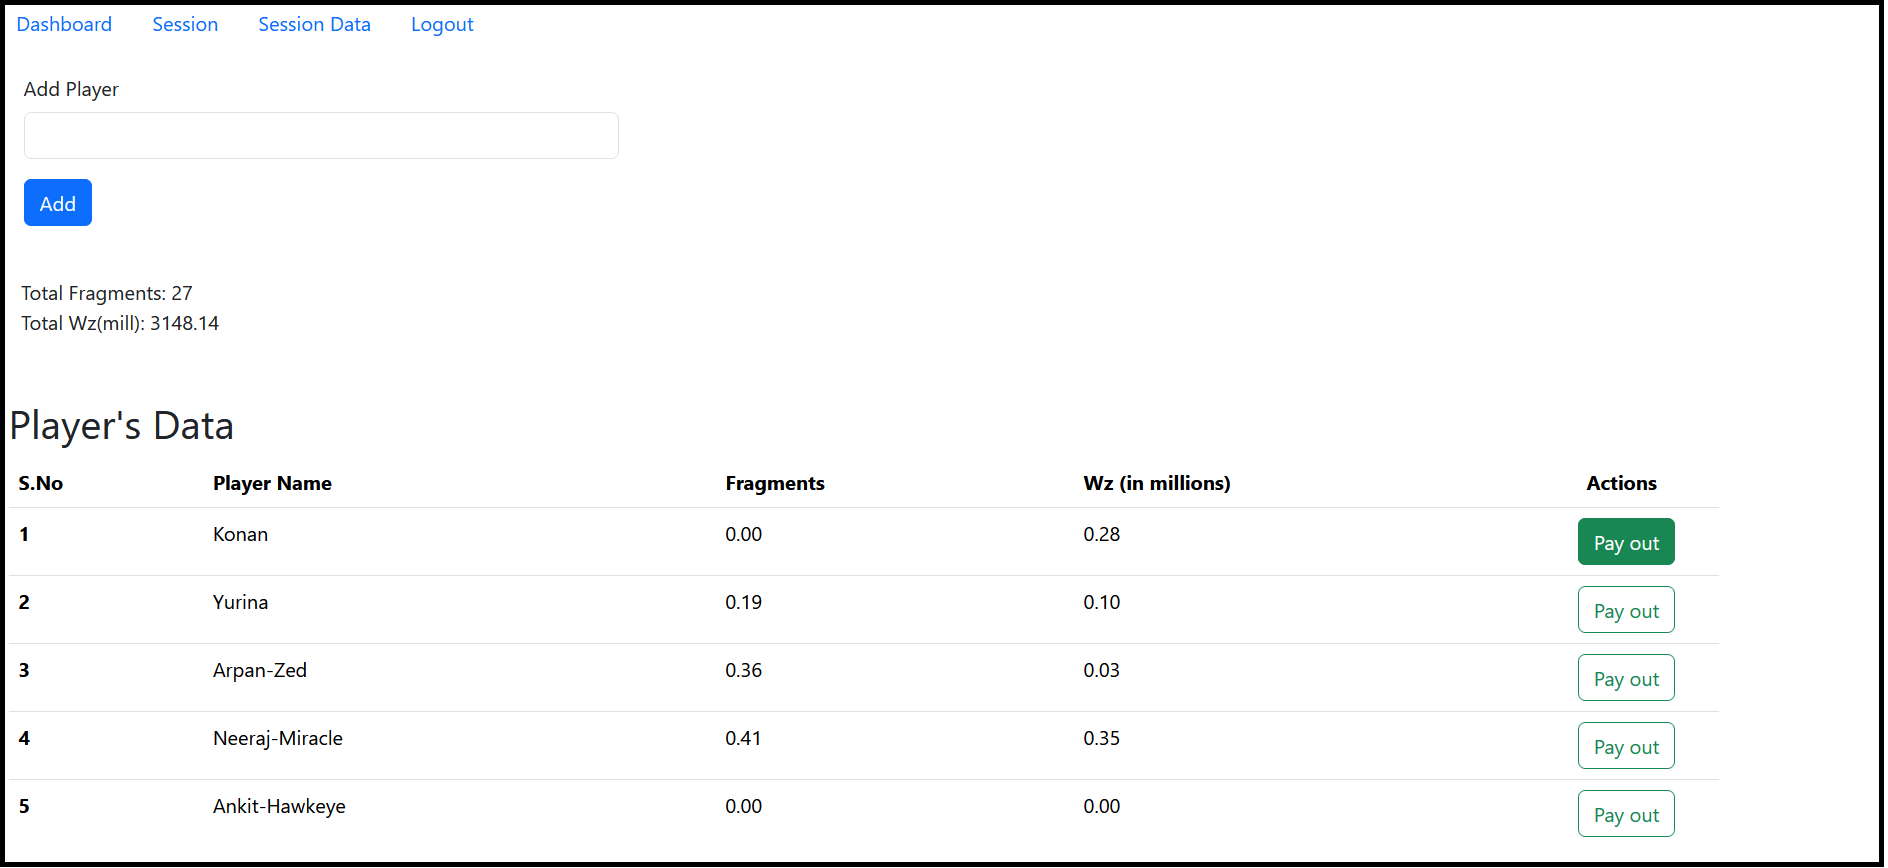 Dashboard Session Session Data Logout
Add Player
Add
Total Fragments: 27
Total Wz(mill): 3148.14
Player's Data
S.No Player Name Fragments Wz (in millions) Actions
1 Konan 0.00 0.28 Pay out
2 Yurina 0.19 0.10 Pay out
3 Arpan-Zed 0.36 0.03 Pay out
4 Neeraj-Miracle 0.41 0.35 Pay out
5 Ankit-Hawkeye 0.00 0.00 Pay out